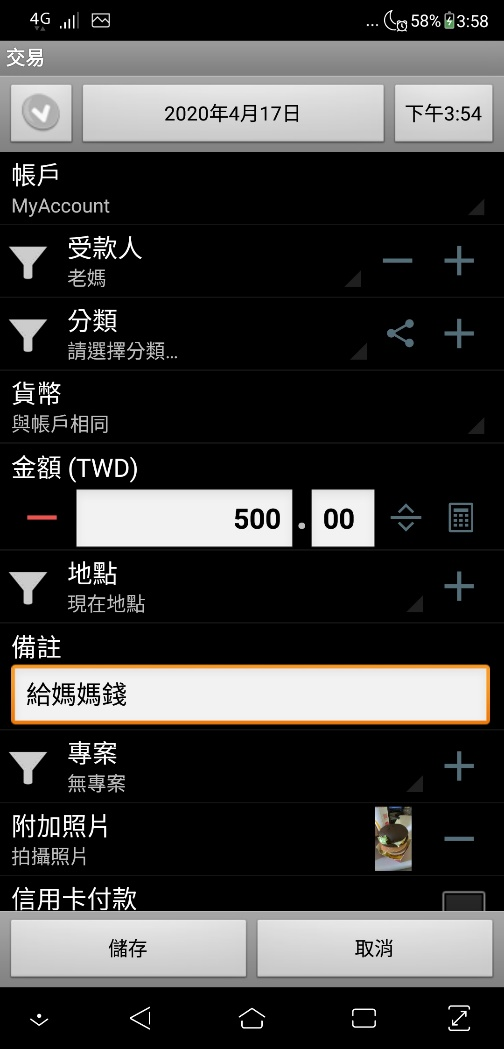 4G ... 58% 3:58
交易
2020年4月17日 下午3:54
帳戶
MyAccount
受款人
老媽
分類
請選擇分類...
貨幣
與帳戶相同
金額 (TWD)
500 . 00
地點
現在地點
備註
給媽媽錢
專案
無專案
附加照片
拍攝照片
信用卡付款
儲存 取消